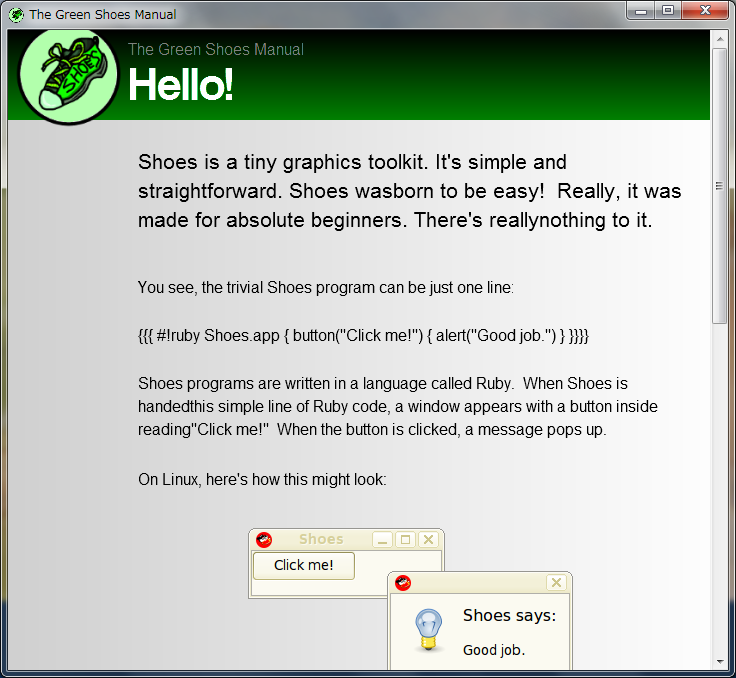 The Green Shoes Manual
The Green Shoes Manual
Hello!
SHOES
Shoes is a tiny graphics toolkit. It's simple and
straightforward. Shoes wasborn to be easy!  Really, it was
made for absolute beginners. There's reallynothing to it.
You see, the trivial Shoes program can be just one line:
{{{ #!ruby Shoes.app { button("Click me!") { alert("Good job.") } }}}}
Shoes programs are written in a language called Ruby.  When Shoes is
handedthis simple line of Ruby code, a window appears with a button inside
reading"Click me!"  When the button is clicked, a message pops up.
On Linux, here's how this might look:
Shoes
Click me!
Shoes says:
Good job.